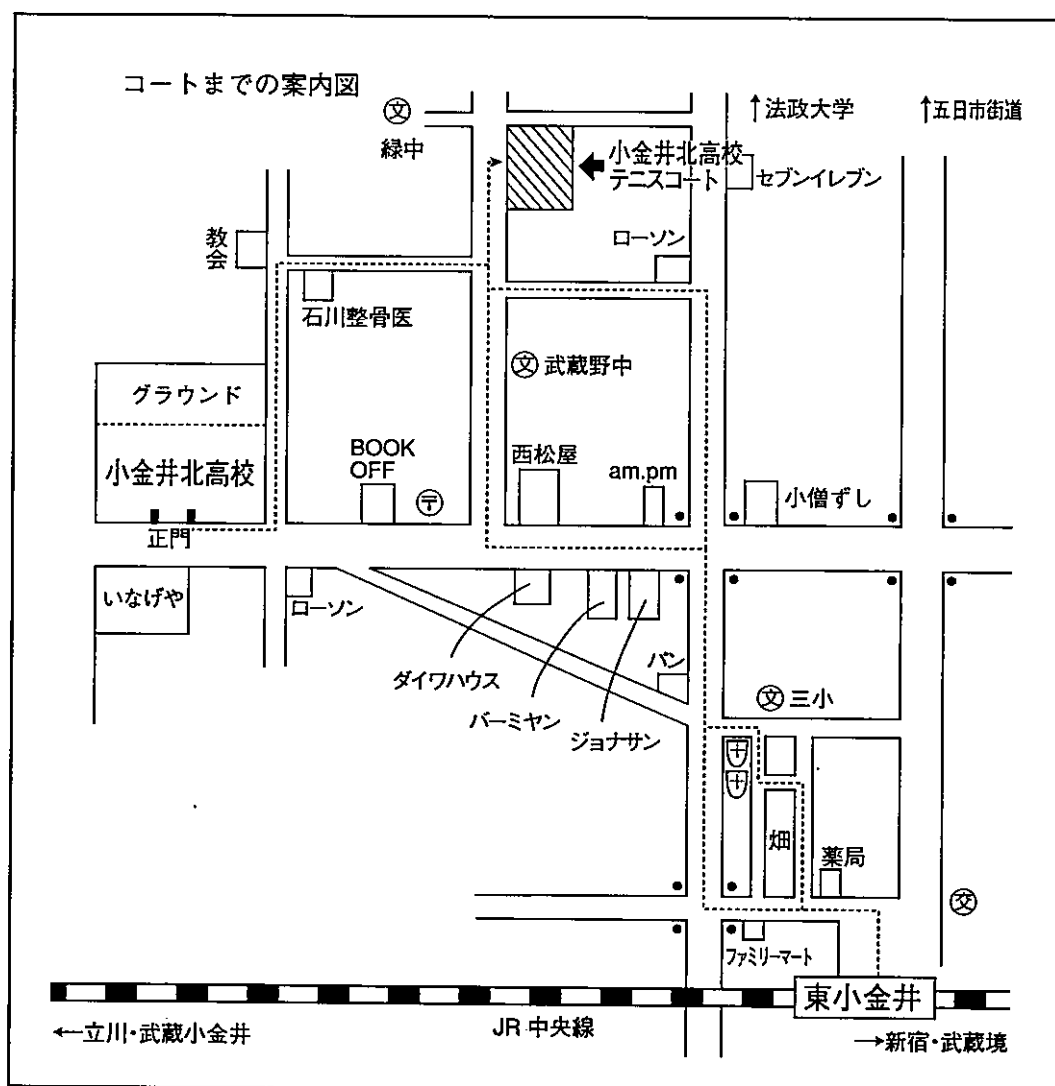 コートまでの案内図
文
緑中
↑法政大学
↑五日市街道
小金井北高校
テニスコート
セブンイレブン
教会
ローソン
石川整骨医
文 武蔵野中
グラウンド
小金井北高校
BOOK
OFF
〒
西松屋
am.pm
小僧ずし
正門
いなげや
ローソン
ダイワハウス
バーミヤン
ジョナサン
パン
文 三小
畑
薬局
交
ファミリーマート
東小金井
←立川・武蔵小金井
JR 中央線
→新宿・武蔵境